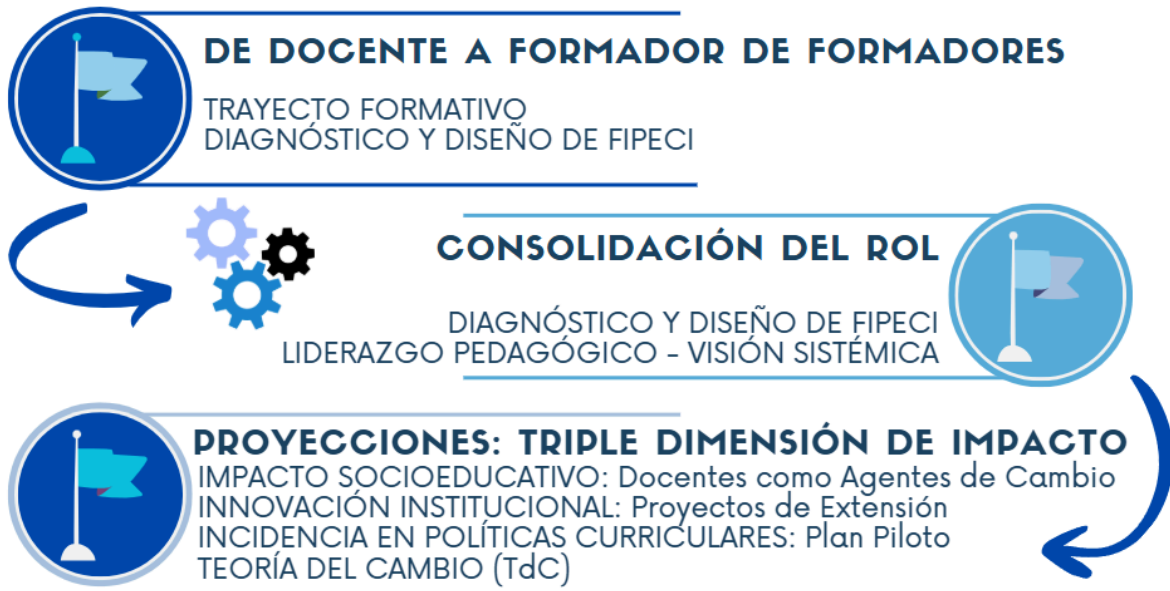 DE DOCENTE A FORMADOR DE FORMADORES
TRAYECTO FORMATIVO
DIAGNÓSTICO Y DISEÑO DE FIPECI
CONSOLIDACIÓN DEL ROL
DIAGNÓSTICO Y DISEÑO DE FIPECI
LIDERAZGO PEDAGÓGICO - VISIÓN SISTÉMICA
PROYECCIONES: TRIPLE DIMENSIÓN DE IMPACTO
IMPACTO SOCIOEDUCATIVO: Docentes como Agentes de Cambio
INNOVACIÓN INSTITUCIONAL: Proyectos de Extensión
INCIDENCIA EN POLÍTICAS CURRICULARES: Plan Piloto
TEORÍA DEL CAMBIO (TdC)